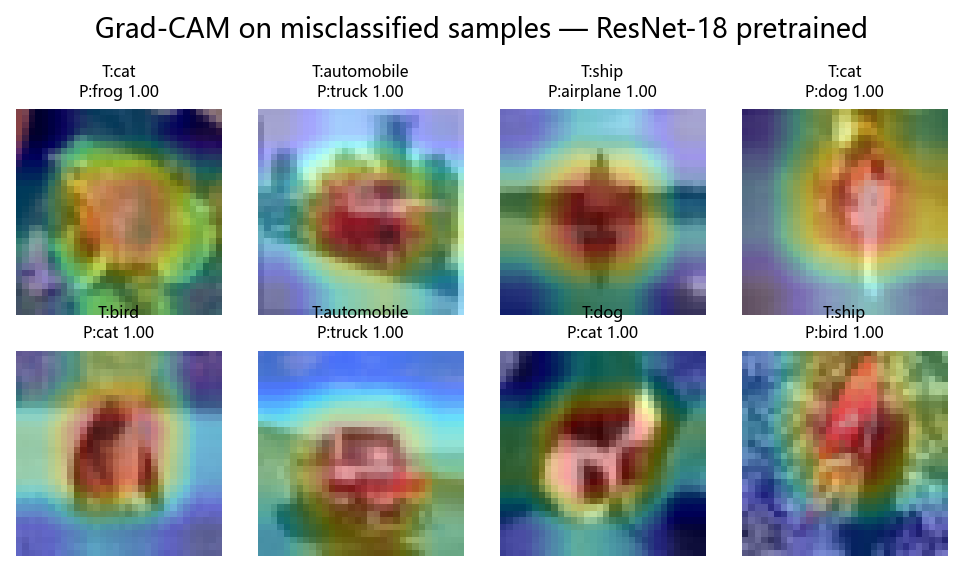 Grad-CAM on misclassified samples — ResNet-18 pretrained
T:cat
P:frog 1.00
T:automobile
P:truck 1.00
T:ship
P:airplane 1.00
T:cat
P:dog 1.00
T:bird
P:cat 1.00
T:automobile
P:truck 1.00
T:dog
P:cat 1.00
T:ship
P:bird 1.00